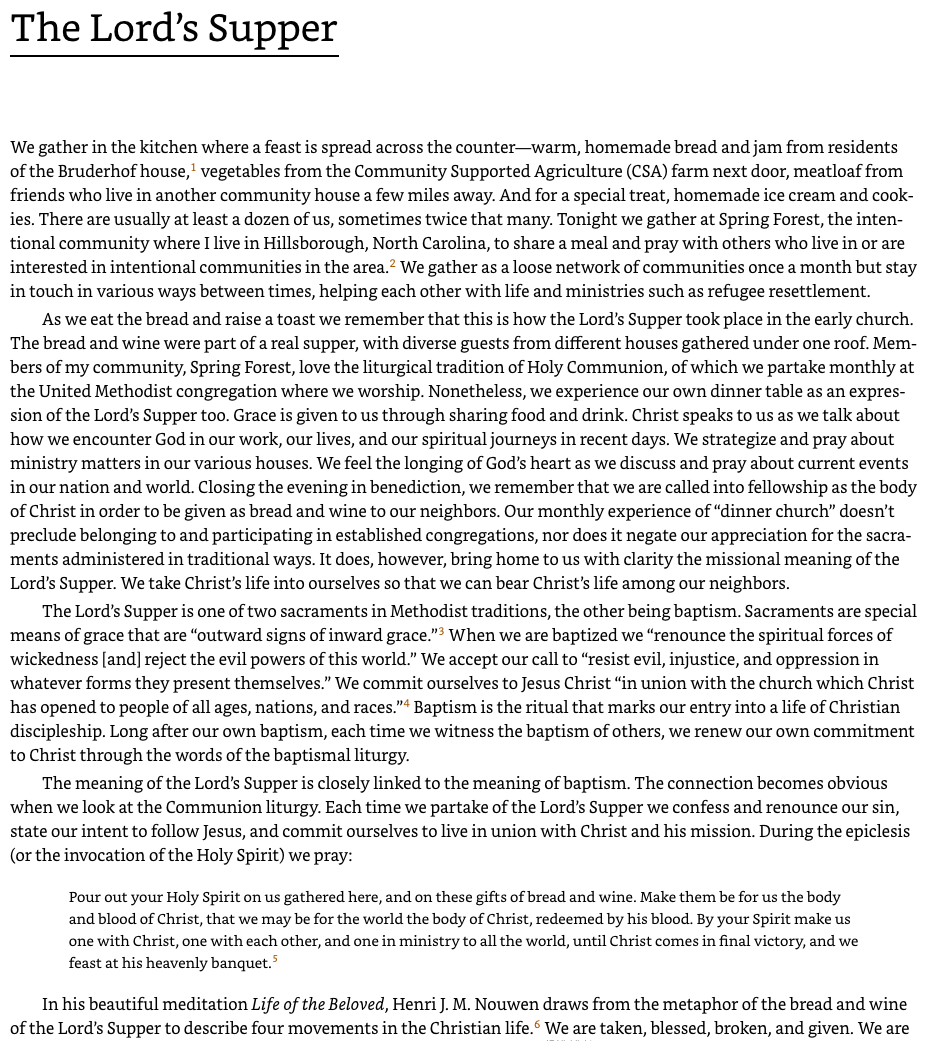 The Lord's Supper
We gather in the kitchen where a feast is spread across the counter—warm, homemade bread and jam from residents
of the Bruderhof house,1 vegetables from the Community Supported Agriculture (CSA) farm next door, meatloaf from
friends who live in another community house a few miles away. And for a special treat, homemade ice cream and cook-
ies. There are usually at least a dozen of us, sometimes twice that many. Tonight we gather at Spring Forest, the inten-
tional community where I live in Hillsborough, North Carolina, to share a meal and pray with others who live in or are
interested in intentional communities in the area.2 We gather as a loose network of communities once a month but stay
in touch in various ways between times, helping each other with life and ministries such as refugee resettlement.
As we eat the bread and raise a toast we remember that this is how the Lord's Supper took place in the early church.
The bread and wine were part of a real supper, with diverse guests from different houses gathered under one roof. Mem-
bers of my community, Spring Forest, love the liturgical tradition of Holy Communion, of which we partake monthly at
the United Methodist congregation where we worship. Nonetheless, we experience our own dinner table as an expres-
sion of the Lord's Supper too. Grace is given to us through sharing food and drink. Christ speaks to us as we talk about
how we encounter God in our work, our lives, and our spiritual journeys in recent days. We strategize and pray about
ministry matters in our various houses. We feel the longing of God's heart as we discuss and pray about current events
in our nation and world. Closing the evening in benediction, we remember that we are called into fellowship as the body
of Christ in order to be given as bread and wine to our neighbors. Our monthly experience of "dinner church" doesn't
preclude belonging to and participating in established congregations, nor does it negate our appreciation for the sacra-
ments administered in traditional ways. It does, however, bring home to us with clarity the missional meaning of the
Lord's Supper. We take Christ's life into ourselves so that we can bear Christ's life among our neighbors.
The Lord's Supper is one of two sacraments in Methodist traditions, the other being baptism. Sacraments are special
means of grace that are "outward signs of inward grace."3 When we are baptized we "renounce the spiritual forces of
wickedness [and] reject the evil powers of this world." We accept our call to "resist evil, injustice, and oppression in
whatever forms they present themselves." We commit ourselves to Jesus Christ "in union with the church which Christ
has opened to people of all ages, nations, and races."4 Baptism is the ritual that marks our entry into a life of Christian
discipleship. Long after our own baptism, each time we witness the baptism of others, we renew our own commitment
to Christ through the words of the baptismal liturgy.
The meaning of the Lord's Supper is closely linked to the meaning of baptism. The connection becomes obvious
when we look at the Communion liturgy. Each time we partake of the Lord's Supper we confess and renounce our sin,
state our intent to follow Jesus, and commit ourselves to live in union with Christ and his mission. During the epiclesis
(or the invocation of the Holy Spirit) we pray:
Pour out your Holy Spirit on us gathered here, and on these gifts of bread and wine. Make them be for us the body
and blood of Christ, that we may be for the world the body of Christ, redeemed by his blood. By your Spirit make us
one with Christ, one with each other, and one in ministry to all the world, until Christ comes in final victory, and we
feast at his heavenly banquet.5
In his beautiful meditation Life of the Beloved, Henri J. M. Nouwen draws from the metaphor of the bread and wine
of the Lord's Supper to describe four movements in the Christian life.6 We are taken, blessed, broken, and given. We are